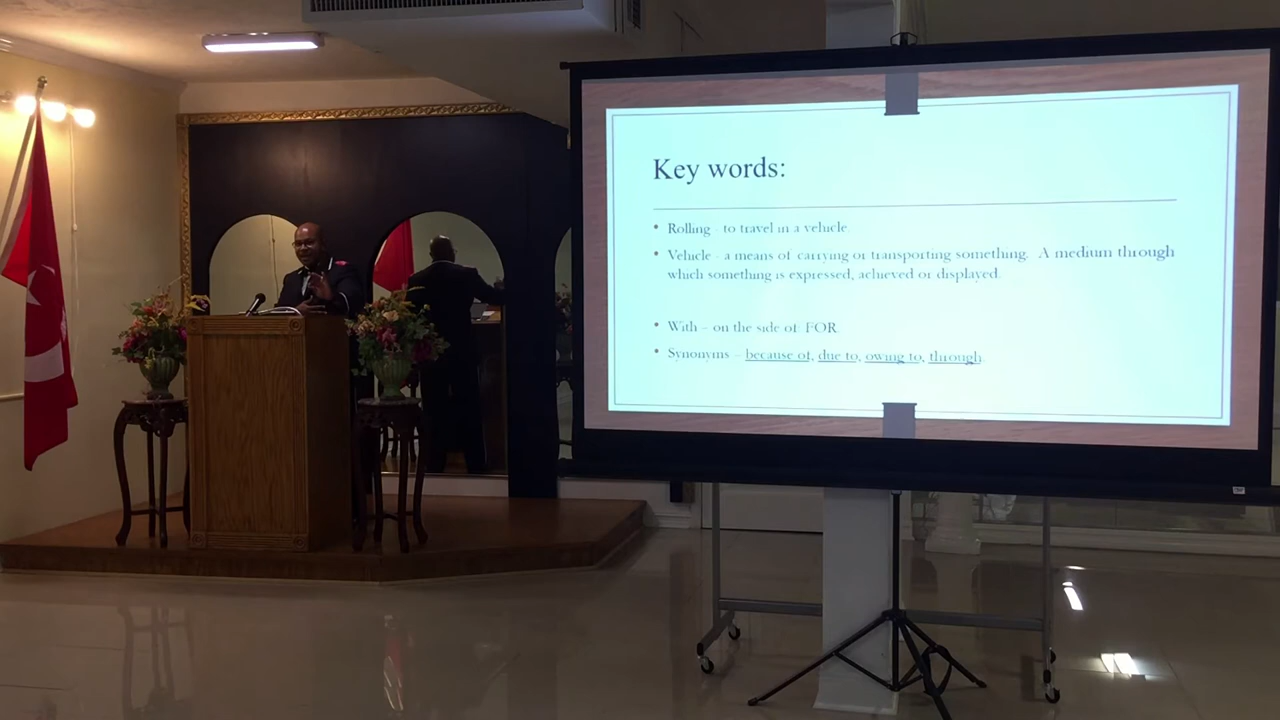 Key words:
• Rolling - to travel in a vehicle.
• Vehicle - a means of carrying or transporting something. A medium through
which something is expressed, achieved or displayed.
• With – on the side of: FOR.
• Synonyms – because of, due to, owing to, through.